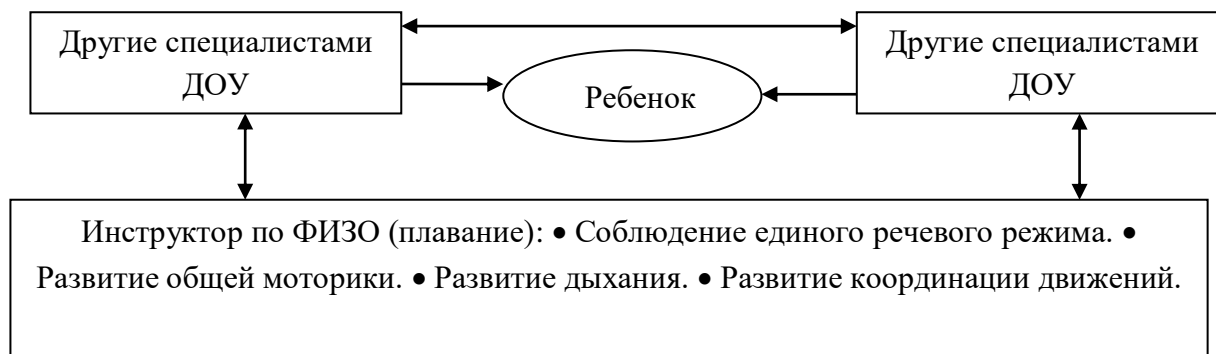 Другие специалистами
ДОУ
Ребенок
Другие специалистами
ДОУ
Инструктор по ФИЗО (плавание): • Соблюдение единого речевого режима. •
Развитие общей моторики. • Развитие дыхания. • Развитие координации движений.